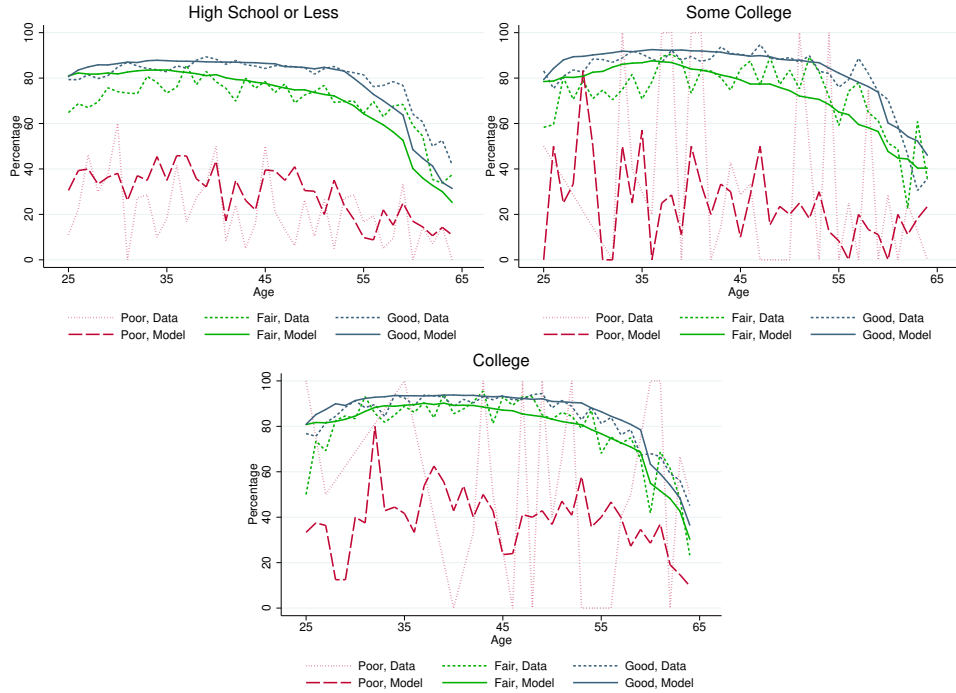 High School or Less
Percentage
0 20 40 60 80 100
25 35 45 55 65
Age
Poor, Data Fair, Data Good, Data
Poor, Model Fair, Model Good, Model
Some College
Percentage
0 20 40 60 80 100
25 35 45 55 65
Age
Poor, Data Fair, Data Good, Data
Poor, Model Fair, Model Good, Model
College
Percentage
0 20 40 60 80 100
25 35 45 55 65
Age
Poor, Data Fair, Data Good, Data
Poor, Model Fair, Model Good, Model